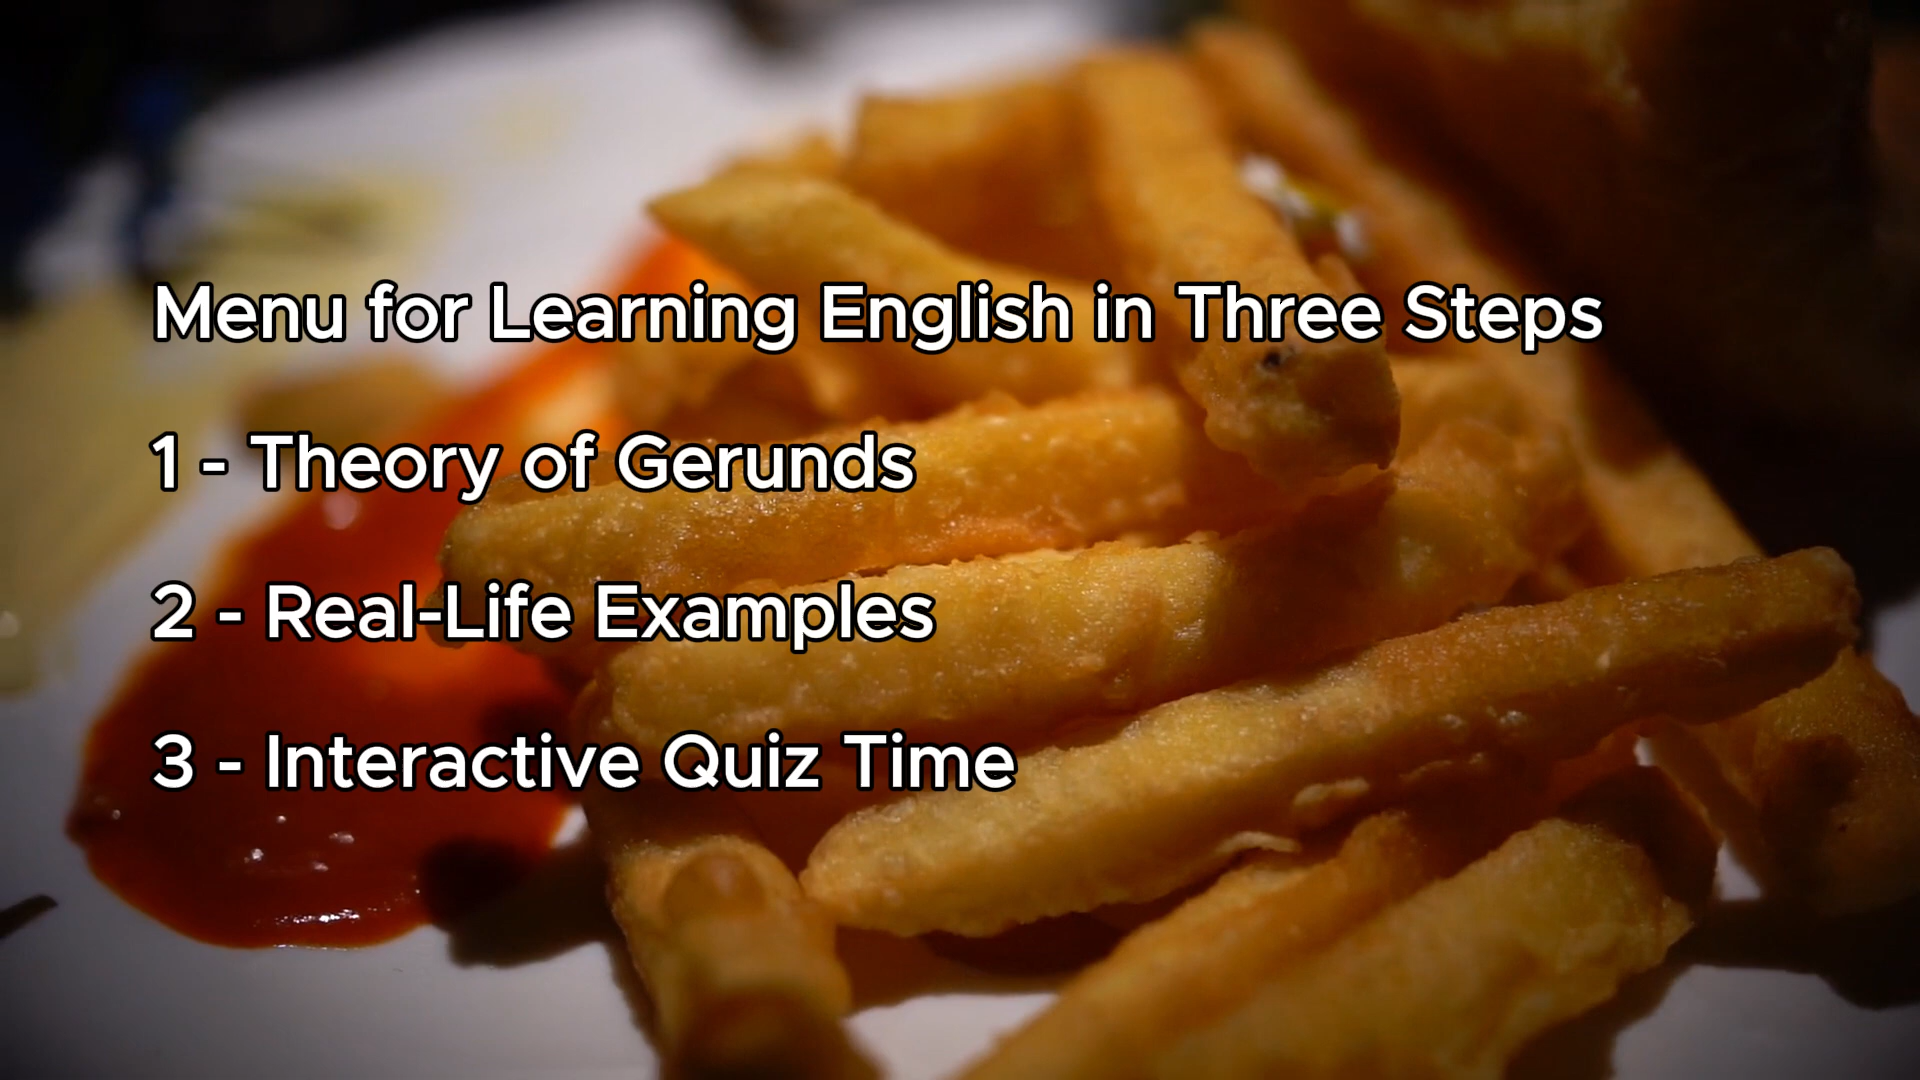 Menu for Learning English in Three Steps
1 - Theory of Gerunds
2 - Real-Life Examples
3 - Interactive Quiz Time